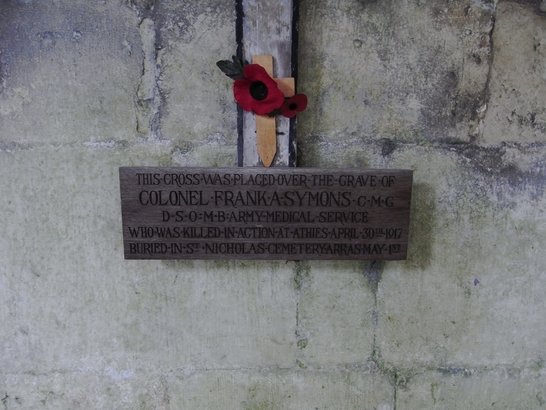 THIS·CROSS·WAS·PLACED·OVER·THE·GRAVE·OF
COLONEL·FRANK·A·SYMONS·C·M·G
D·S·O·M·B·ARMY·MEDICAL·SERVICE
WHO·WAS·KILLED·IN·ACTION·AT·ATHIES·APRIL·30TH·1917
BURIED·IN·ST·NICHOLAS·CEMETERY·ARRAS·MAY·1ST